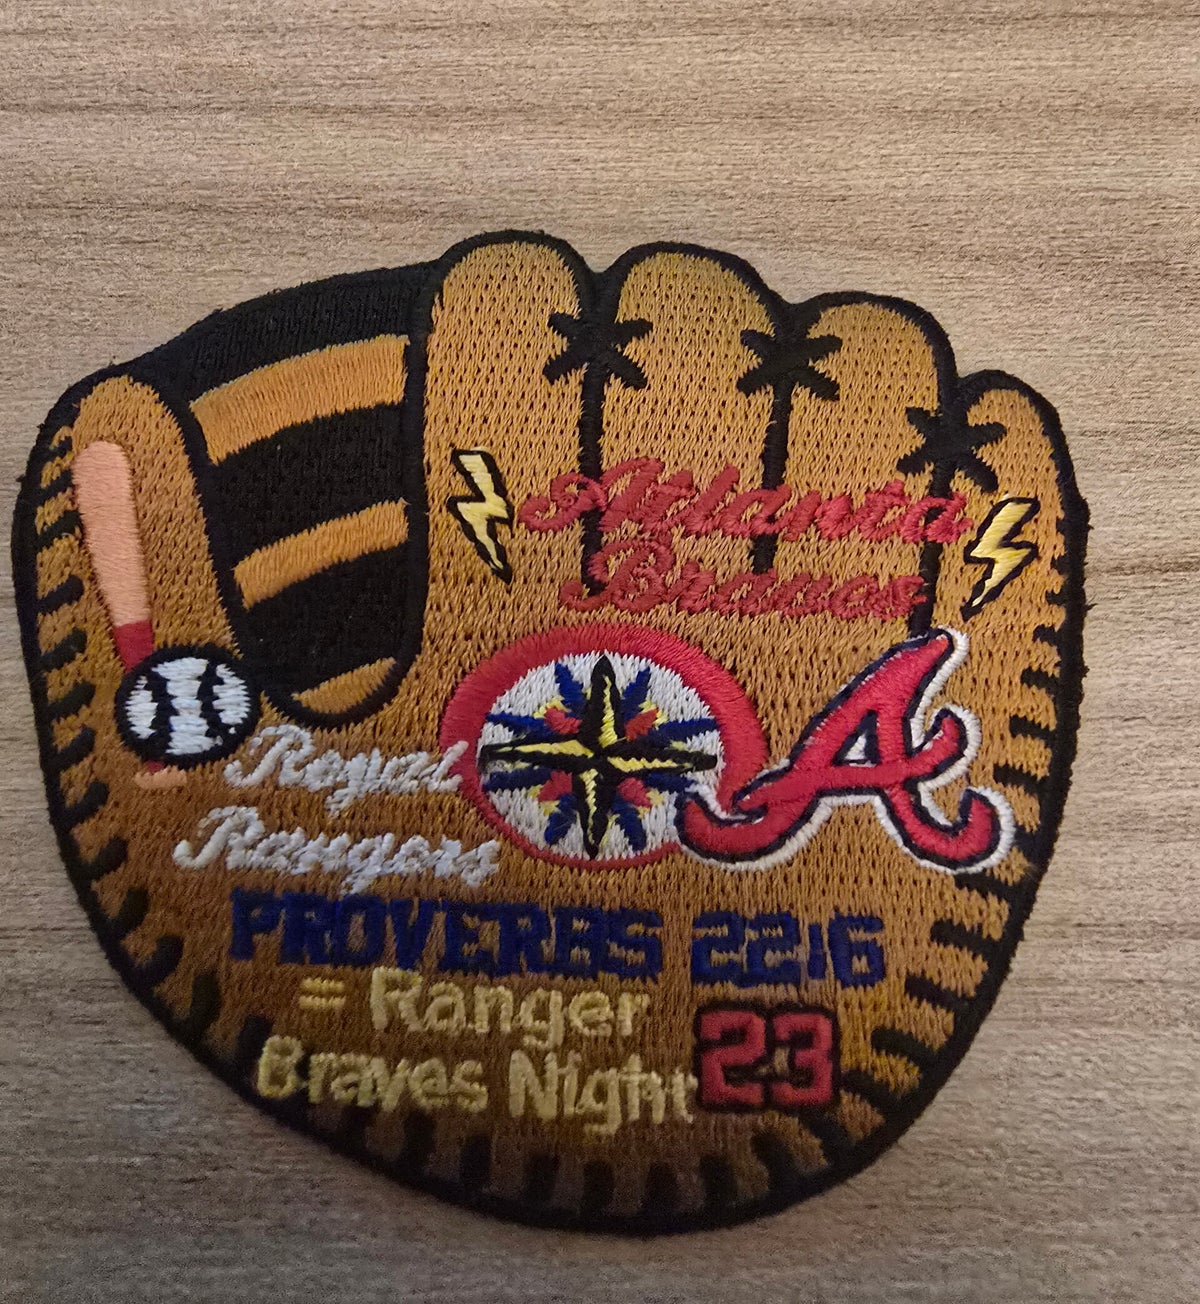 Atlanta
Braves
A
Royal
Rangers
PROVERBS 22:6
= Ranger
Braves Night 23